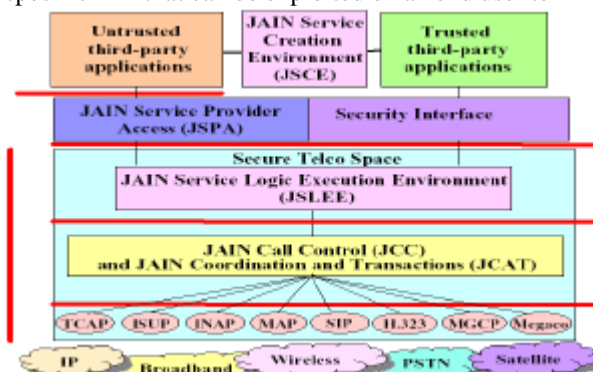 Untrusted
third-party
applications
JAIN Service
Creation
Environment
(JSCE)
Trusted
third-party
applications
JAIN Service Provider
Access (JSPA)
Security Interface
Secure Telco Space
JAIN Service Logic Execution Environment
(JSLEE)
JAIN Call Control (JCC)
and JAIN Coordination and Transactions (JCAT)
TCAP ISUP INAP MAP SIP H.323 MGCP Megaco
IP Broadband Wireless PSTN Satellite